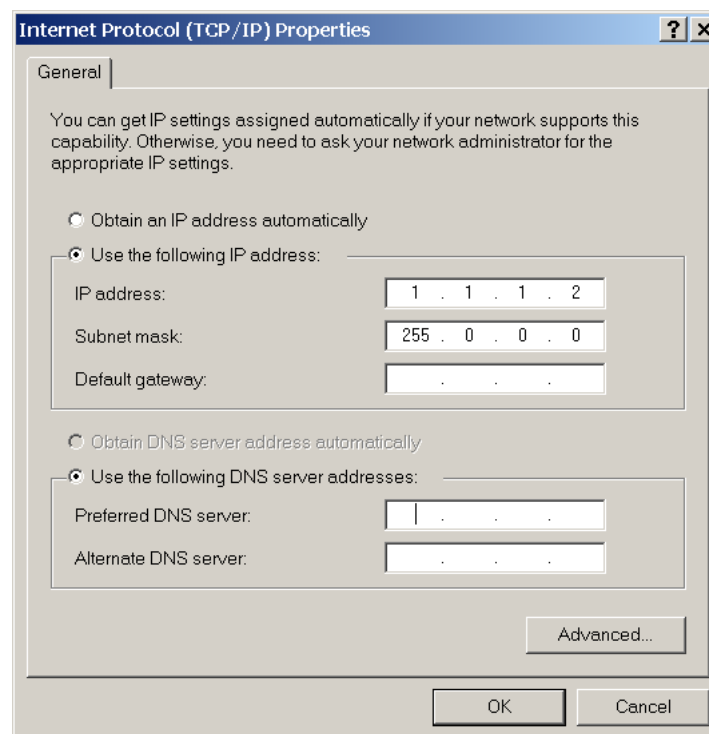 Internet Protocol (TCP/IP) Properties
General
You can get IP settings assigned automatically if your network supports this
capability. Otherwise, you need to ask your network administrator for the
appropriate IP settings.
Obtain an IP address automatically
Use the following IP address:
IP address: 1 . 1 . 1 . 2
Subnet mask: 255 . 0 . 0 . 0
Default gateway: . . .
Obtain DNS server address automatically
Use the following DNS server addresses:
Preferred DNS server: . . .
Alternate DNS server: . . .
Advanced...
OK Cancel